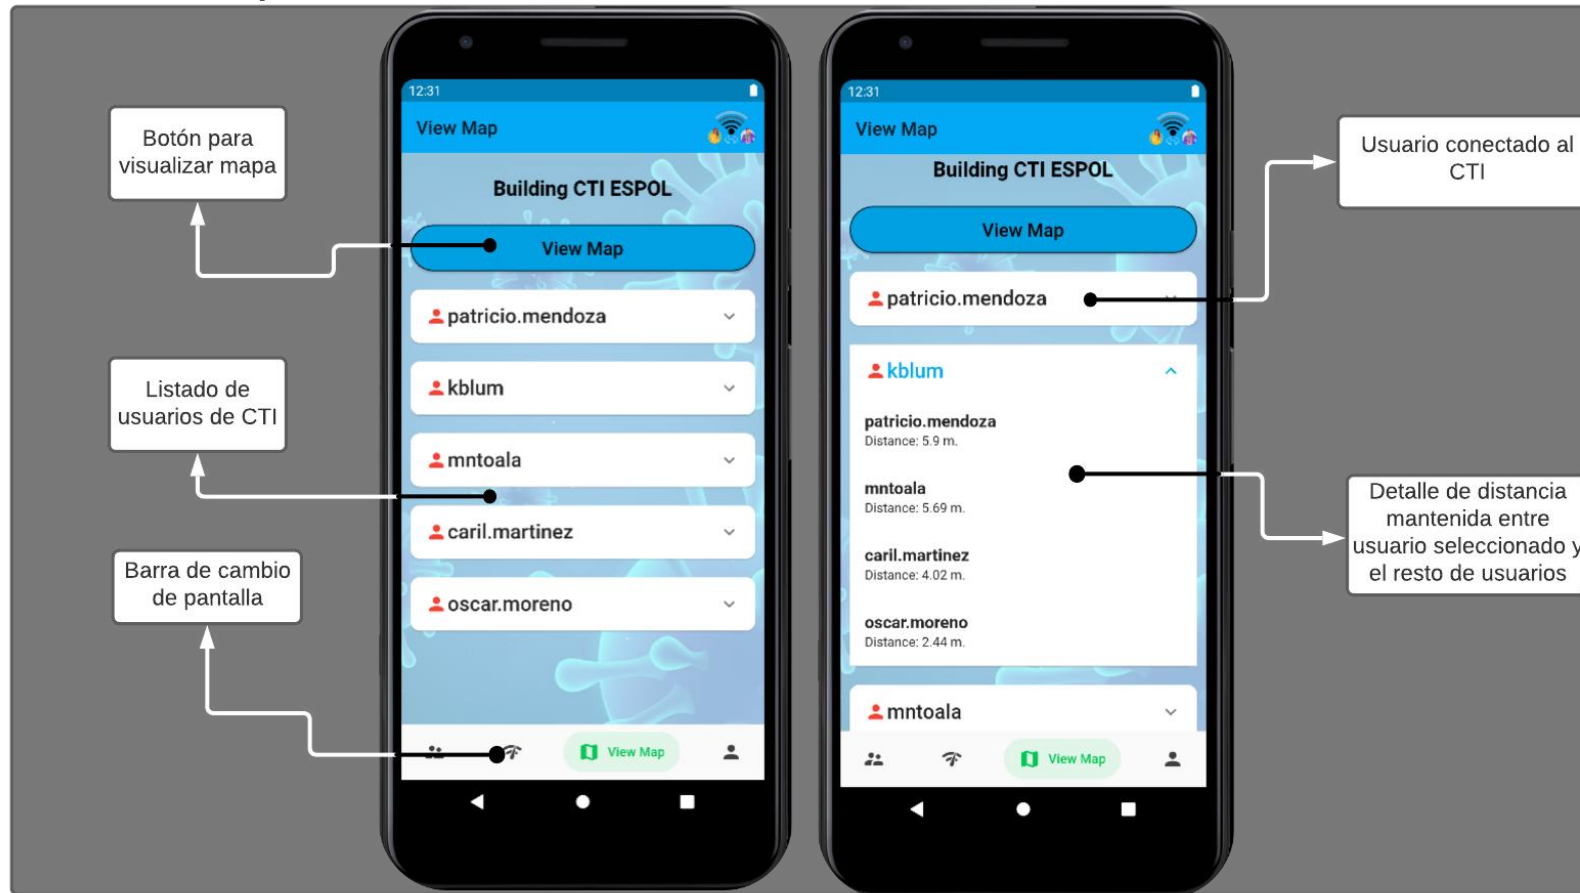 Botón para
visualizar mapa
Listado de
usuarios de CTI
Barra de cambio
de pantalla
12:31
View Map
Building CTI ESPOL
View Map
patricio.mendoza
kblum
mntoala
caril.martinez
oscar.moreno
View Map
12:31
View Map
Building CTI ESPOL
View Map
patricio.mendoza
kblum
patricio.mendoza
Distance: 5.9 m.
mntoala
Distance: 5.69 m.
caril.martinez
Distance: 4.02 m.
oscar.moreno
Distance: 2.44 m.
mntoala
View Map
Usuario conectado al
CTI
Detalle de distancia
mantenida entre
usuario seleccionado y
el resto de usuarios